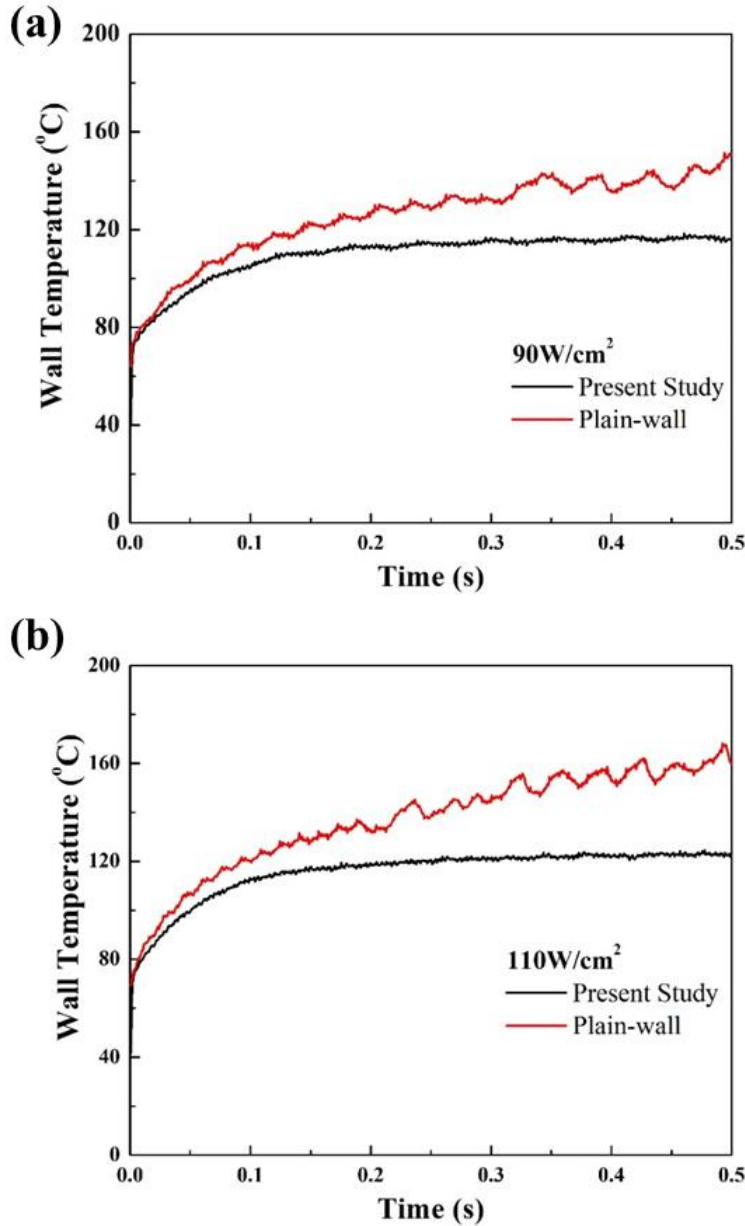 (a)
200
160
120
80
40
0
Wall Temperature (°C)
90W/cm²
Present Study
Plain-wall
0.0 0.1 0.2 0.3 0.4 0.5
Time (s)
(b)
200
160
120
80
40
0
Wall Temperature (°C)
110W/cm²
Present Study
Plain-wall
0.0 0.1 0.2 0.3 0.4 0.5
Time (s)